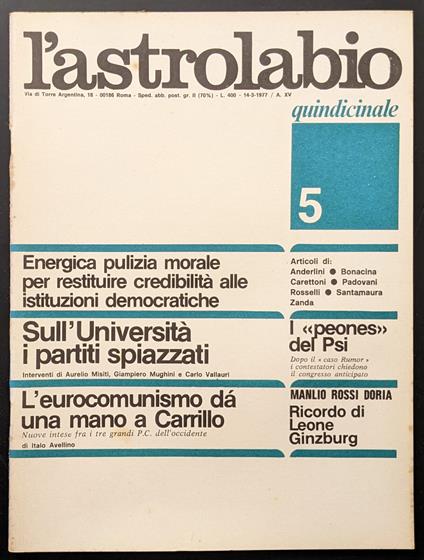 l'astrolabio
Via di Torre Argentina, 18 - 00186 Roma - Sped. abb. post. gr. II (70%) - L. 400 - 14-3-1977 / A. XV
quindicinale
5
Energica pulizia morale
per restituire credibilità alle
istituzioni democratiche
Articoli di:
Anderlini ● Bonacina
Carettoni ● Padovani
Rosselli ● Santamaura
Zanda
Sull'Università
i partiti spiazzati
Interventi di Aurelio Misiti, Giampiero Mughini e Carlo Vallauri
I «peones»
del Psi
Dopo il « caso Rumor »
i contestatori chiedono
il congresso anticipato
L'eurocomunismo dá
una mano a Carrillo
Nuove intese fra i tre grandi P.C. dell'occidente
di Italo Avellino
MANLIO ROSSI DORIA
Ricordo di
Leone
Ginzburg